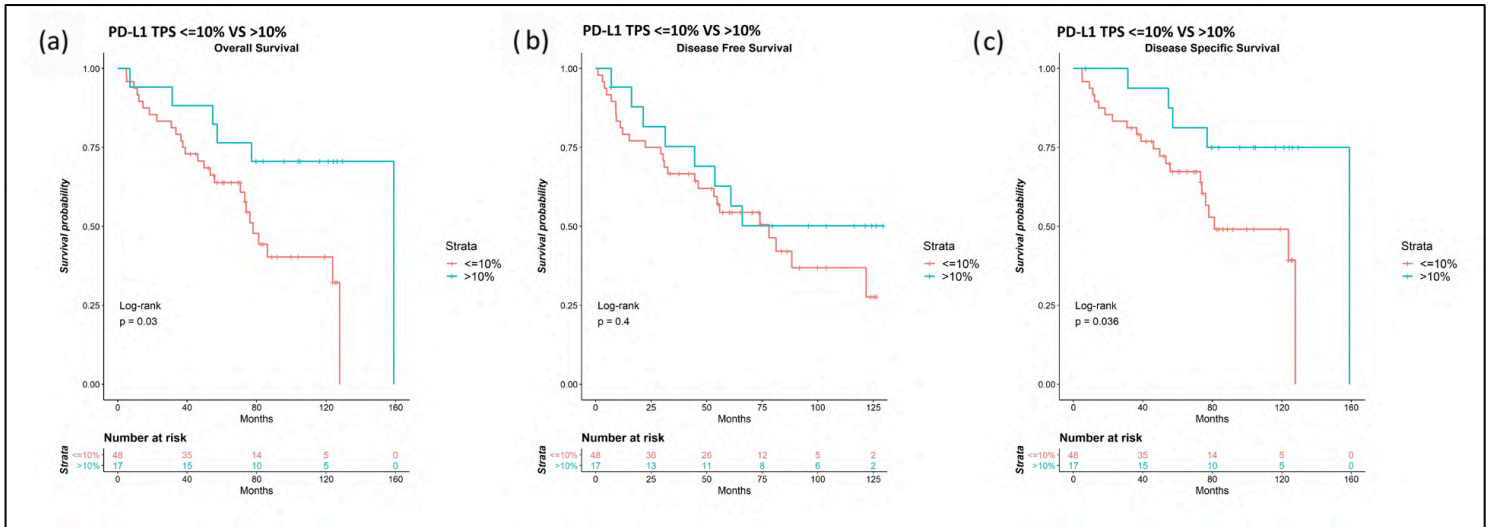 (a)
PD-L1 TPS <=10% VS >10%
Overall Survival
1.00
0.75
0.50
0.25
0.00
Survival probability
Log-rank
p = 0.03
0 40 80 120 160
Months
Strata
<=10%
>10%
Number at risk
Strata
<=10% 48 35 14 5 0
>10% 17 15 10 5 0
0 40 80 120 160
Months
(b)
PD-L1 TPS <=10% VS >10%
Disease Free Survival
1.00
0.75
0.50
0.25
0.00
Survival probability
Log-rank
p = 0.4
0 25 50 75 100 125
Months
Strata
<=10%
>10%
Number at risk
Strata
<=10% 48 36 26 12 5 2
>10% 17 13 11 8 6 2
0 25 50 75 100 125
Months
(c)
PD-L1 TPS <=10% VS >10%
Disease Specific Survival
1.00
0.75
0.50
0.25
0.00
Survival probability
Log-rank
p = 0.036
0 40 80 120 160
Months
Strata
<=10%
>10%
Number at risk
Strata
<=10% 48 35 14 5 0
>10% 17 15 10 5 0
0 40 80 120 160
Months